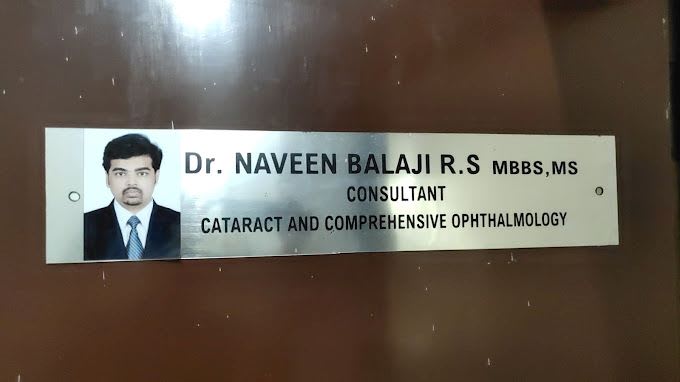 Dr. NAVEEN BALAJI R.S MBBS,MS
CONSULTANT
CATARACT AND COMPREHENSIVE OPHTHALMOLOGY